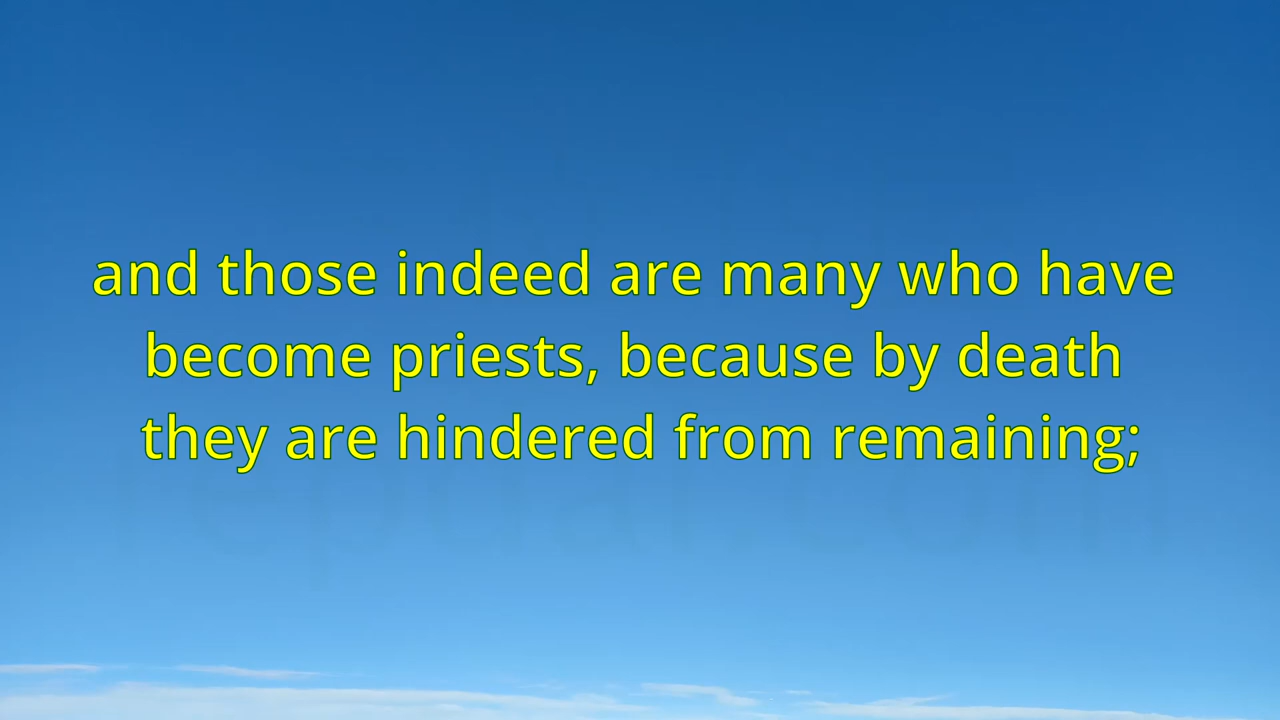 and those indeed are many who have
become priests, because by death
they are hindered from remaining;